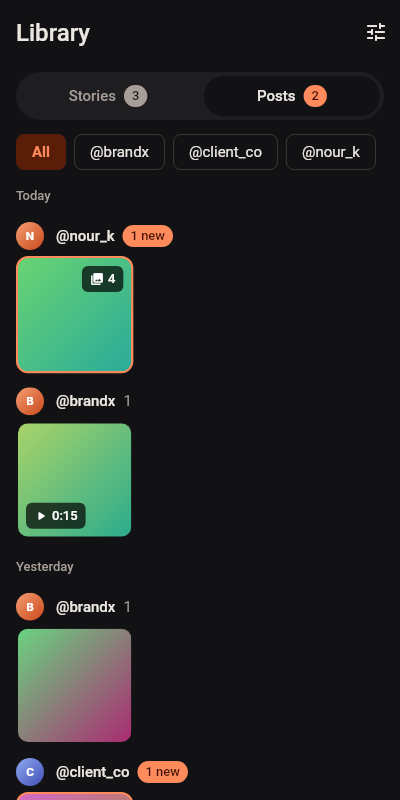 Library
Stories 3 Posts 2
All @brandx @client_co @nour_k
Today
N @nour_k 1 new
4
B @brandx 1
0:15
Yesterday
B @brandx 1
C @client_co 1 new